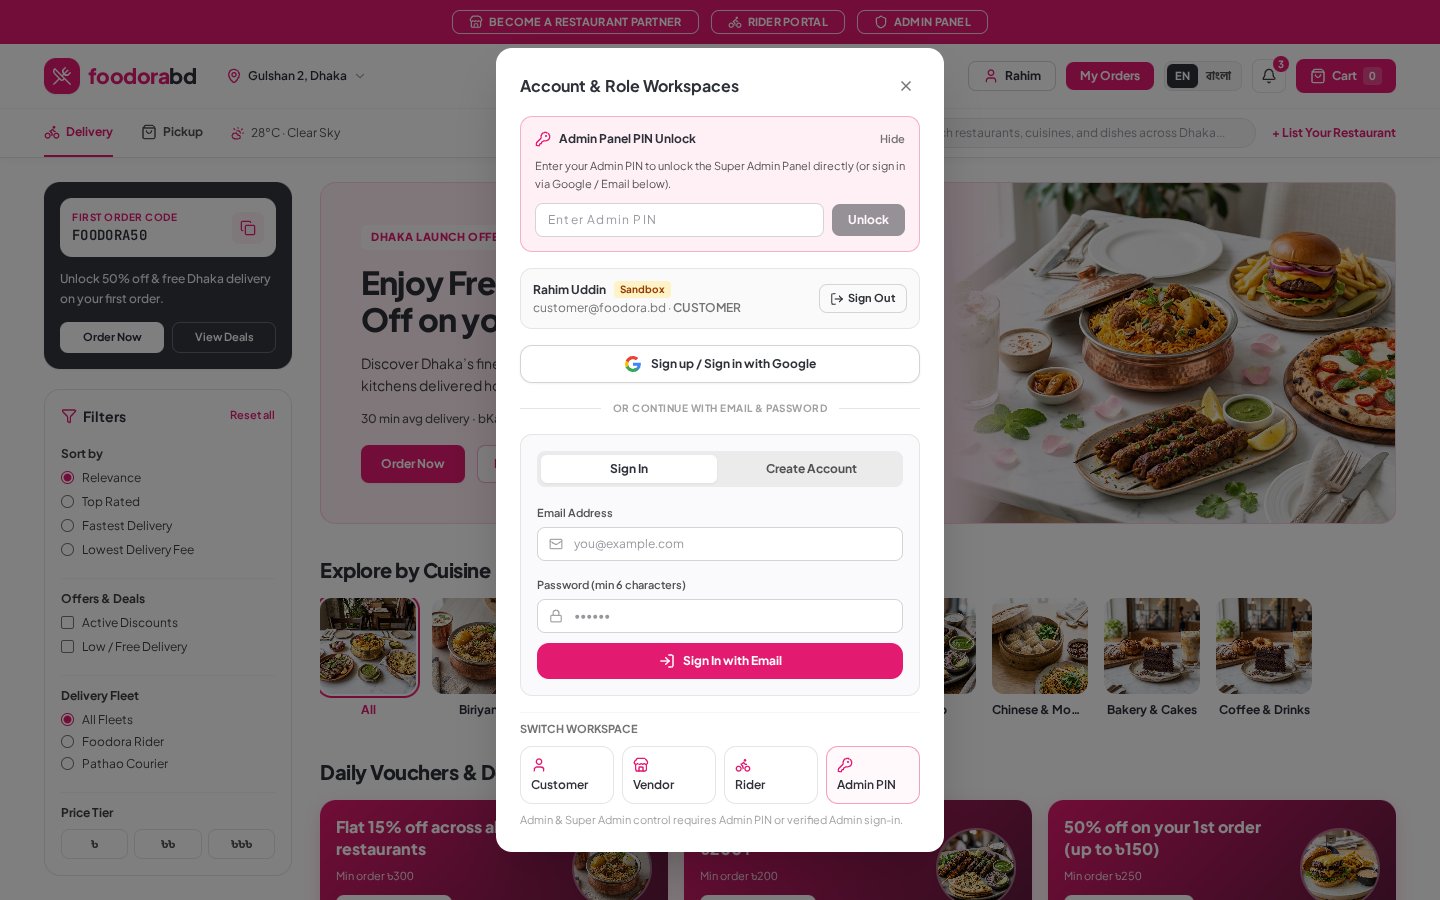 BECOME A RESTAURANT PARTNER
RIDER PORTAL
ADMIN PANEL
foodorabd
Gulshan 2, Dhaka
Rahim
My Orders
EN
বাংলা
3
Cart 0
Delivery
Pickup
28°C · Clear Sky
restaurants, cuisines, and dishes across Dhaka...
+ List Your Restaurant
Account & Role Workspaces
Admin Panel PIN Unlock
Hide
Enter your Admin PIN to unlock the Super Admin Panel directly (or sign in
via Google / Email below).
Enter Admin PIN
Unlock
Rahim Uddin
Sandbox
customer@foodora.bd · CUSTOMER
Sign Out
Sign up / Sign in with Google
OR CONTINUE WITH EMAIL & PASSWORD
Sign In
Create Account
Email Address
you@example.com
Password (min 6 characters)
••••••
Sign In with Email
SWITCH WORKSPACE
Customer
Vendor
Rider
Admin PIN
Admin & Super Admin control requires Admin PIN or verified Admin sign-in.
FIRST ORDER CODE
FOODORA50
Unlock 50% off & free Dhaka delivery
on your first order.
Order Now
View Deals
Filters
Reset all
Sort by
Relevance
Top Rated
Fastest Delivery
Lowest Delivery Fee
Offers & Deals
Active Discounts
Low / Free Delivery
Delivery Fleet
All Fleets
Foodora Rider
Pathao Courier
Price Tier
৳
৳৳
৳৳৳
DHAKA LAUNCH
Enjoy
Off on
Discover Dhaka's
kitchens delivered
30 min avg delivery ·
Order Now
Explore by Cuisine
All
Chinese & Mo...
Bakery & Cakes
Coffee & Drinks
Daily Vouchers &
Flat 15% off across
restaurants
Min order ৳300
Min order ৳200
50% off on your 1st order
(up to ৳150)
Min order ৳250